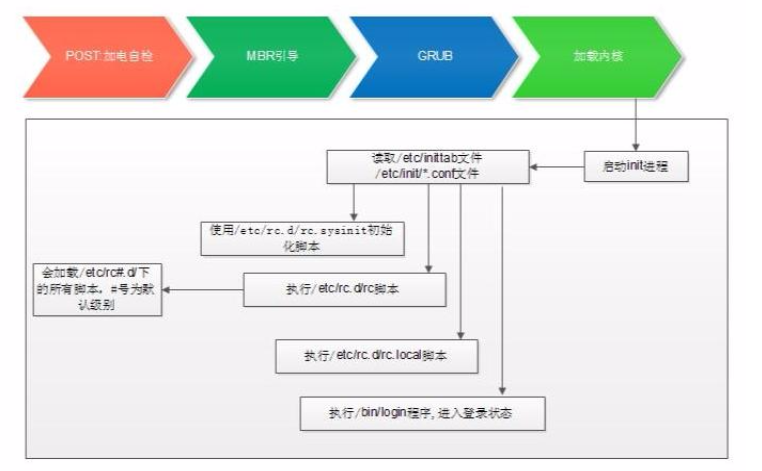 POST:加电自检
MBR引导
GRUB
加载内核
启动init进程
读取/etc/inittab文件
/etc/init/*.conf文件
使用/etc/rc.d/rc.sysinit初始
化脚本
会加载/etc/rc#.d/下
的所有脚本，#号为默
认级别
执行/etc/rc.d/rc脚本
执行/etc/rc.d/rc.local脚本
执行/bin/login程序,进入登录状态